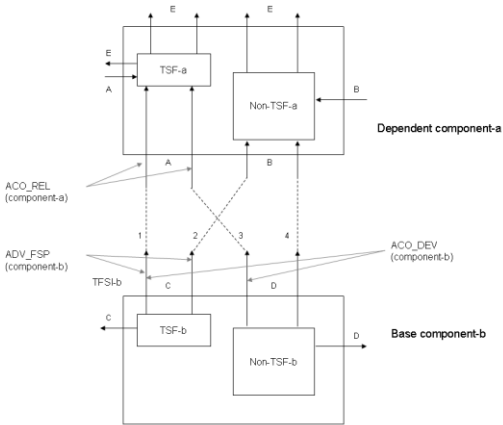 E E
E
TSF-a
A
Non-TSF-a
B
Dependent component-a
A B
ACO_REL
(component-a)
1 2 3 4
ADV_FSP
(component-b)
ACO_DEV
(component-b)
TFSI-b
C D
C
TSF-b
Base component-b
D
Non-TSF-b